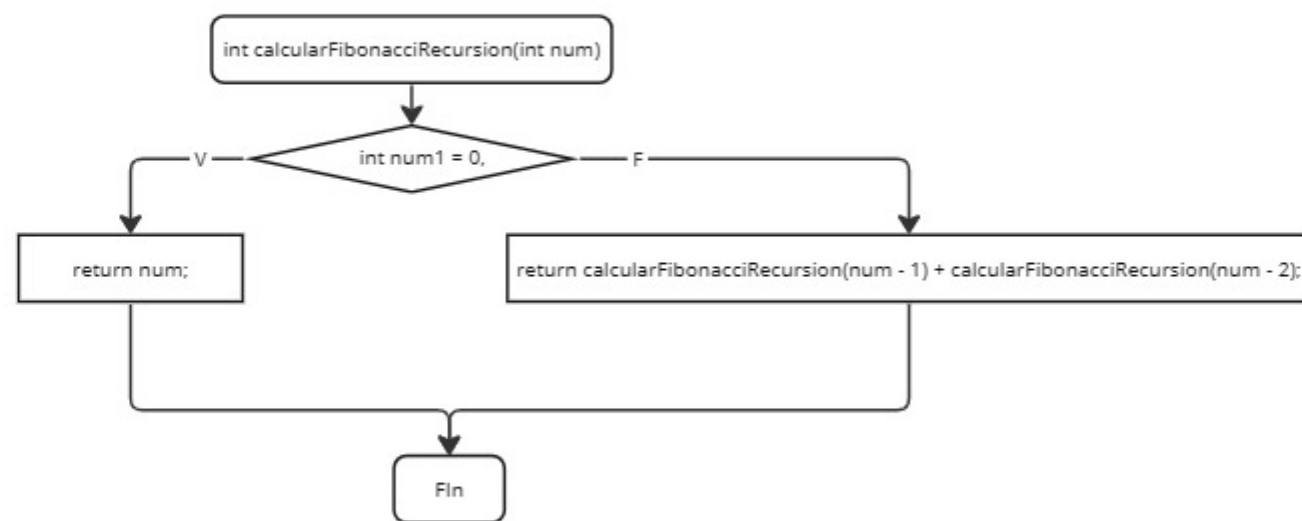 int calcularFibonacciRecursion(int num)
int num1 = 0,
V
F
return num;
return calcularFibonacciRecursion(num - 1) + calcularFibonacciRecursion(num - 2);
FIn